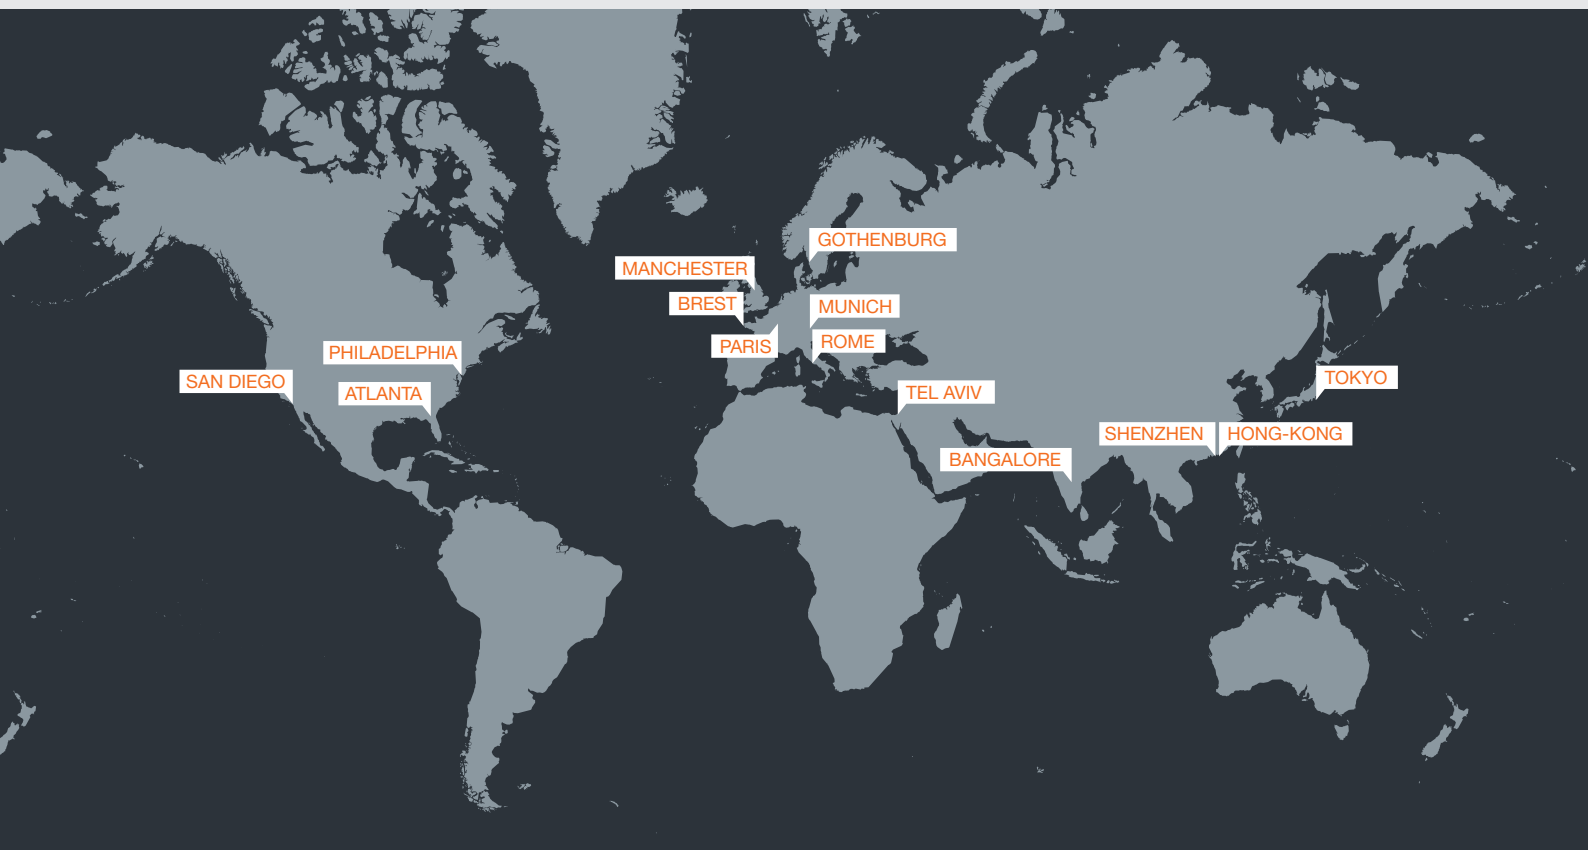 GOTHENBURG
MANCHESTER
BREST
MUNICH
PARIS
ROME
PHILADELPHIA
SAN DIEGO
ATLANTA
TOKYO
TEL AVIV
SHENZHEN
HONG-KONG
BANGALORE